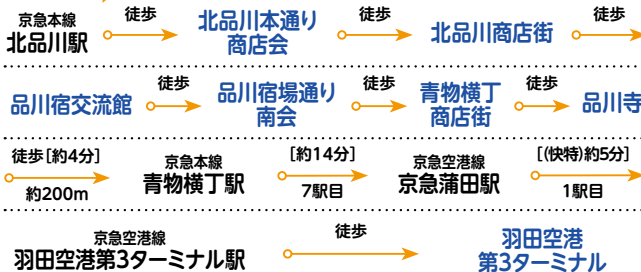 京急本線
北品川駅
徒歩
北品川本通り
商店会
徒歩
北品川商店街
徒歩
品川宿交流館
徒歩
品川宿場通り
南会
徒歩
青物横丁
商店街
徒歩
品川寺
徒歩[約4分]
約200m
京急本線
青物横丁駅
[約14分]
7駅目
京急空港線
京急蒲田駅
[(快特)約5分]
1駅目
京急空港線
羽田空港第3ターミナル駅
徒歩
羽田空港
第3ターミナル